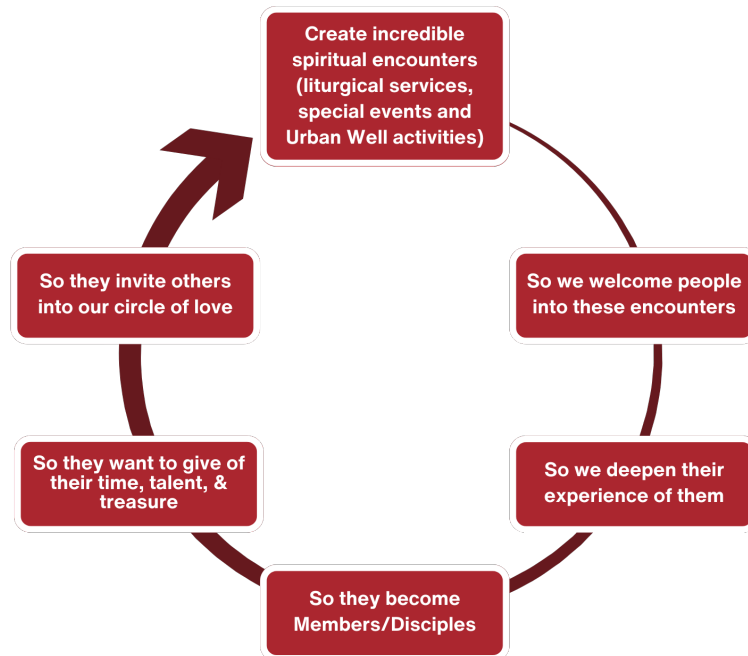 Create incredible
spiritual encounters
(liturgical services,
special events and
Urban Well activities)
So we welcome people
into these encounters
So we deepen their
experience of them
So they become
Members/Disciples
So they want to give of
their time, talent, &
treasure
So they invite others
into our circle of love